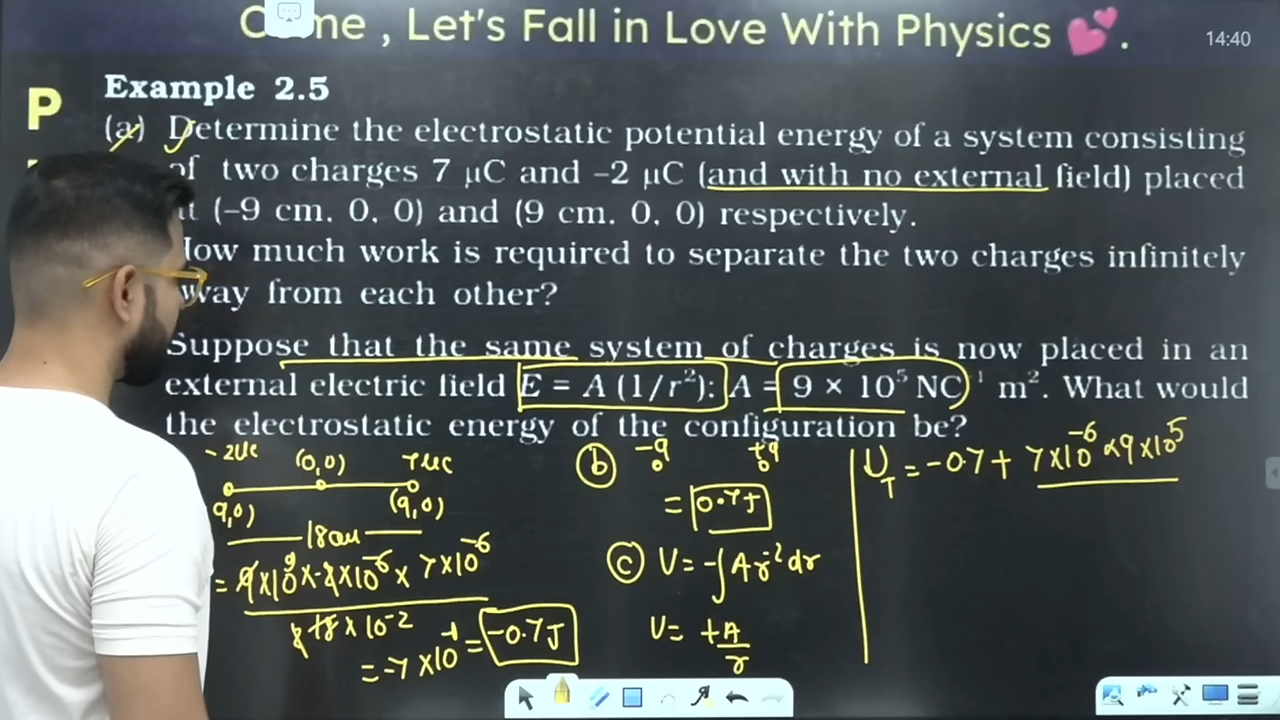 Come , Let's Fall in Love With Physics 💕.
14:40
P
Example 2.5
(a) Determine the electrostatic potential energy of a system consisting
of two charges 7 μC and –2 μC (and with no external field) placed
at (–9 cm, 0, 0) and (9 cm, 0, 0) respectively.
How much work is required to separate the two charges infinitely
away from each other?
Suppose that the same system of charges is now placed in an
external electric field E = A (1/r²); A = 9 × 10⁵ NC⁻¹ m². What would
the electrostatic energy of the configuration be?
-2uc (0,0) 7uc
9,0) (9,0)
18cm
= 9×10⁹×-2×10⁻⁶× 7×10⁻⁶
18×10⁻²
= -7×10⁻¹ = -0.7J
(b) -q +q
= 0.7J
(c) V= -∫Ar⁻²dr
V= +A/r
U_T = -0.7 + 7×10⁻⁶×9×10⁵